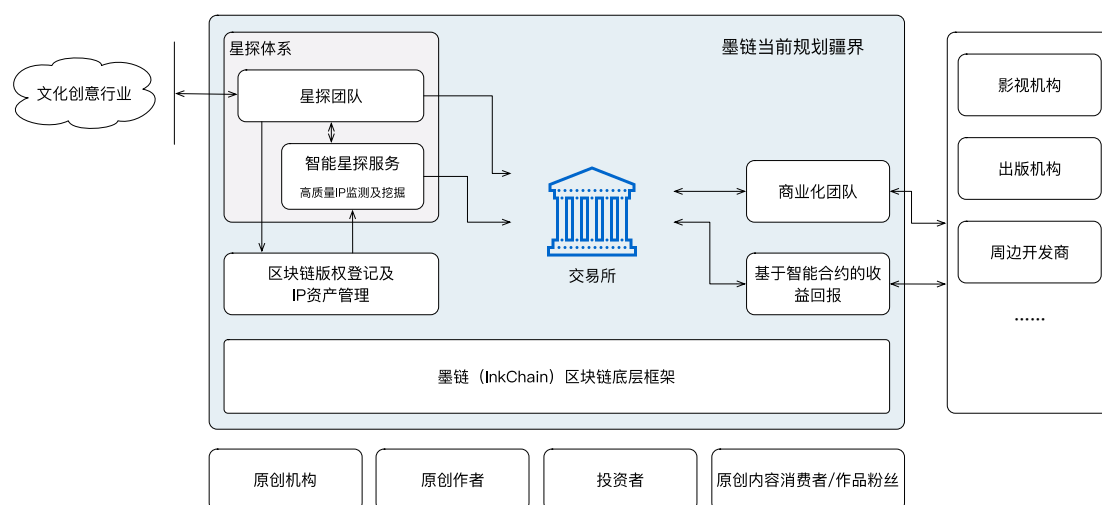 墨链当前规划疆界
星探体系
文化创意行业
星探团队
智能星探服务
高质量IP监测及挖掘
区块链版权登记及
IP资产管理
交易所
商业化团队
基于智能合约的收
益回报
影视机构
出版机构
周边开发商
……
墨链（InkChain）区块链底层框架
原创机构
原创作者
投资者
原创内容消费者/作品粉丝